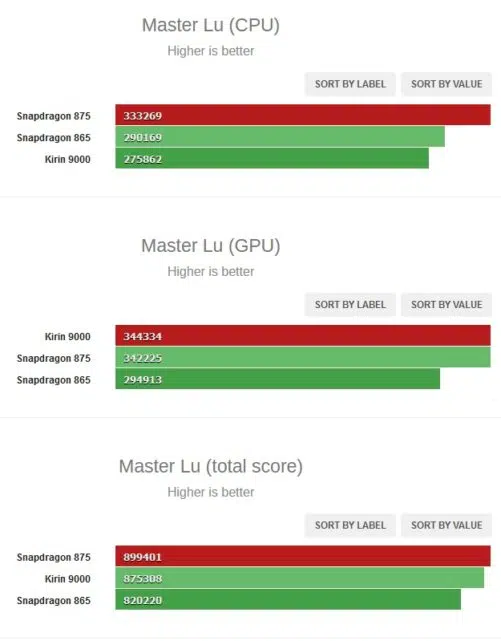 Master Lu (CPU)
Higher is better
SORT BY LABEL SORT BY VALUE
Snapdragon 875 333269
Snapdragon 865 290169
Kirin 9000 275862
Master Lu (GPU)
Higher is better
SORT BY LABEL SORT BY VALUE
Kirin 9000 344334
Snapdragon 875 342225
Snapdragon 865 294913
Master Lu (total score)
Higher is better
SORT BY LABEL SORT BY VALUE
Snapdragon 875 899401
Kirin 9000 875308
Snapdragon 865 820220